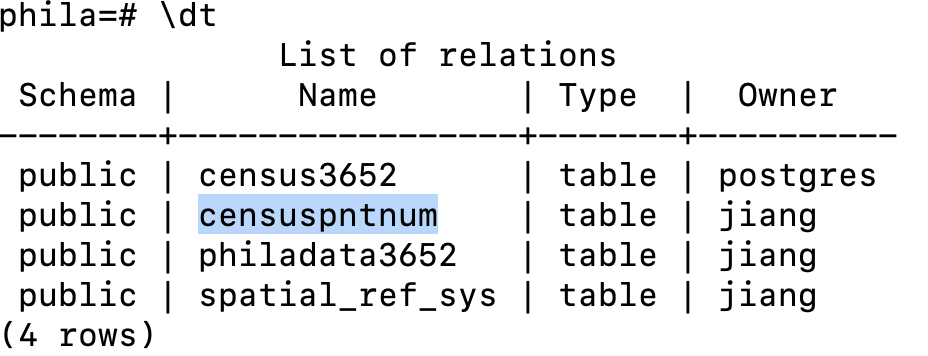 phila=# \dt
List of relations
Schema | Name | Type | Owner
--------+-----------------+-------+----------
public | census3652 | table | postgres
public | censuspntnum | table | jiang
public | philadata3652 | table | jiang
public | spatial_ref_sys | table | jiang
(4 rows)